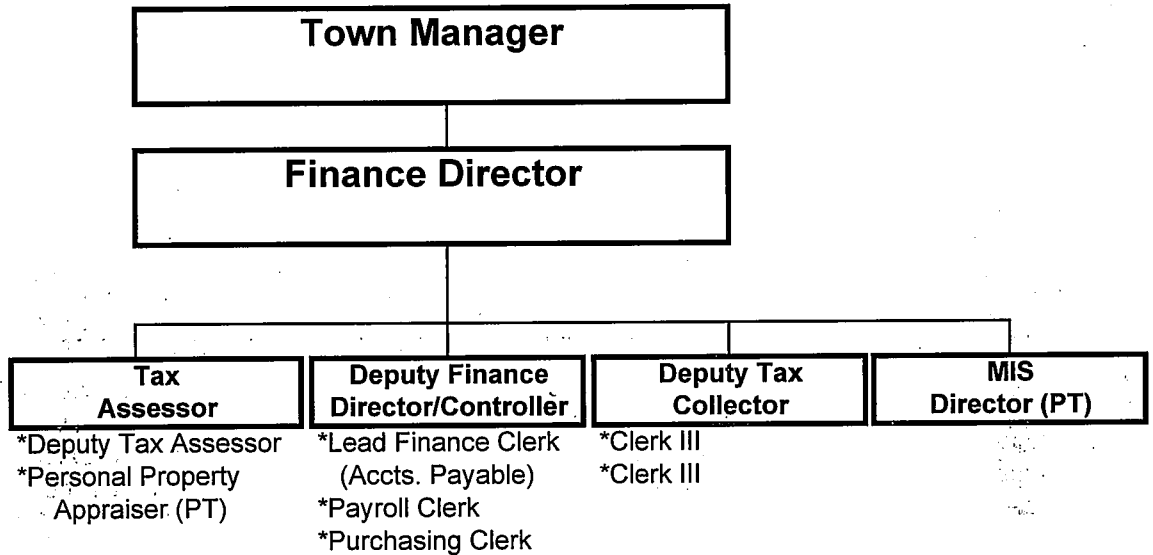 Town Manager
Finance Director
Tax
Assessor
*Deputy Tax Assessor
*Personal Property
Appraiser (PT)
Deputy Finance
Director/Controller
*Lead Finance Clerk
(Accts. Payable)
*Payroll Clerk
*Purchasing Clerk
Deputy Tax
Collector
*Clerk III
*Clerk III
MIS
Director (PT)